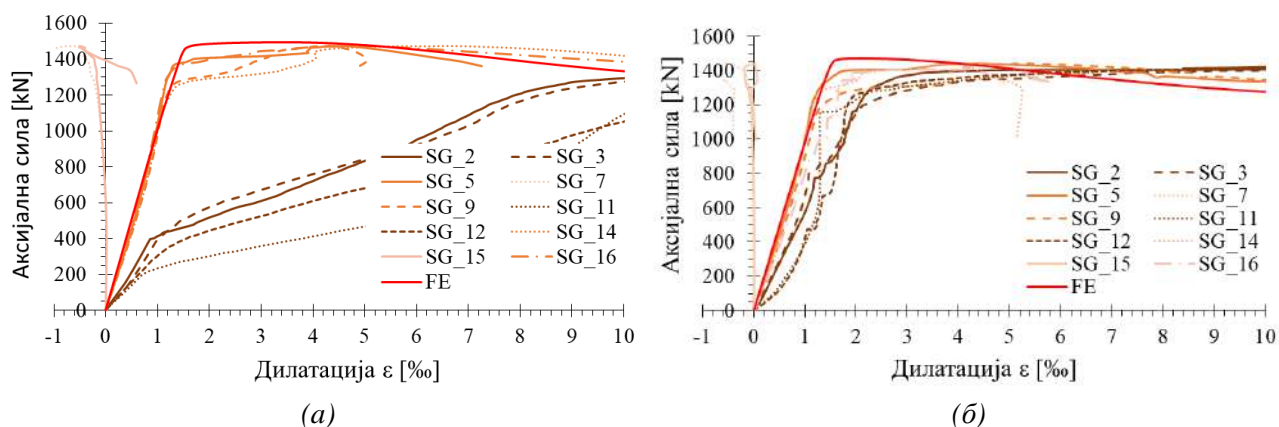 1600
1400
1200
1000
800
600
400
200
0
-1 0 1 2 3 4 5 6 7 8 9 10
Аксијална сила [kN]
Дилатација ε [‰]
SG_2 SG_3
SG_5 SG_7
SG_9 SG_11
SG_12 SG_14
SG_15 SG_16
FE
(а)
1600
1400
1200
1000
800
600
400
200
0
-1 0 1 2 3 4 5 6 7 8 9 10
Аксијална сила [kN]
Дилатација ε [‰]
SG_2 SG_3
SG_5 SG_7
SG_9 SG_11
SG_12 SG_14
SG_15 SG_16
FE
(б)